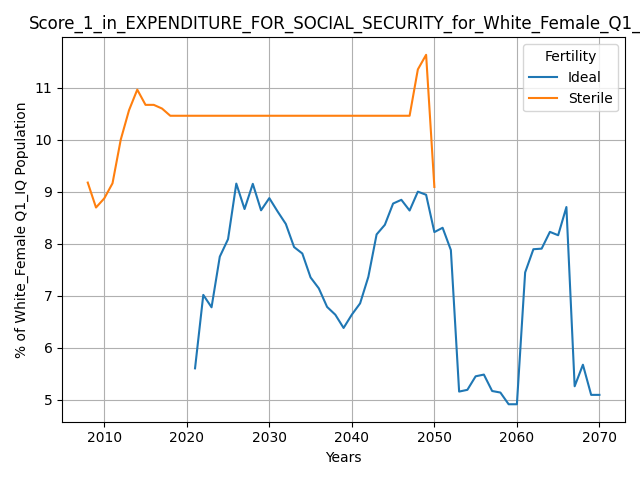 Score_1_in_EXPENDITURE_FOR_SOCIAL_SECURITY_for_White_Female_Q1_
Fertility
Ideal
Sterile
% of White_Female Q1_IQ Population
11
10
9
8
7
6
5
2010 2020 2030 2040 2050 2060 2070
Years